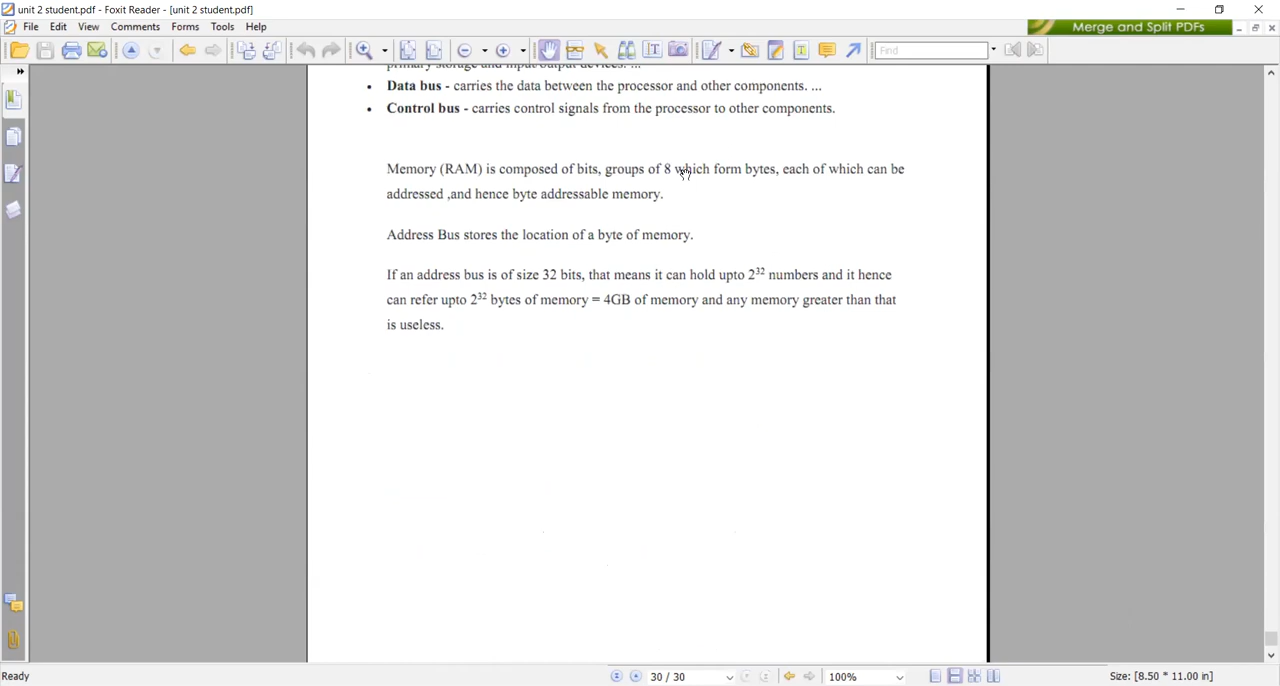 unit 2 student.pdf - Foxit Reader - [unit 2 student.pdf]
File Edit View Comments Forms Tools Help
Merge and Split PDFs
Find
primary storage and input/output devices. ...
• Data bus - carries the data between the processor and other components. ...
• Control bus - carries control signals from the processor to other components.
Memory (RAM) is composed of bits, groups of 8 which form bytes, each of which can be
addressed ,and hence byte addressable memory.
Address Bus stores the location of a byte of memory.
If an address bus is of size 32 bits, that means it can hold upto 2³² numbers and it hence
can refer upto 2³² bytes of memory = 4GB of memory and any memory greater than that
is useless.
Ready
30 / 30
100%
Size: [8.50 * 11.00 in]